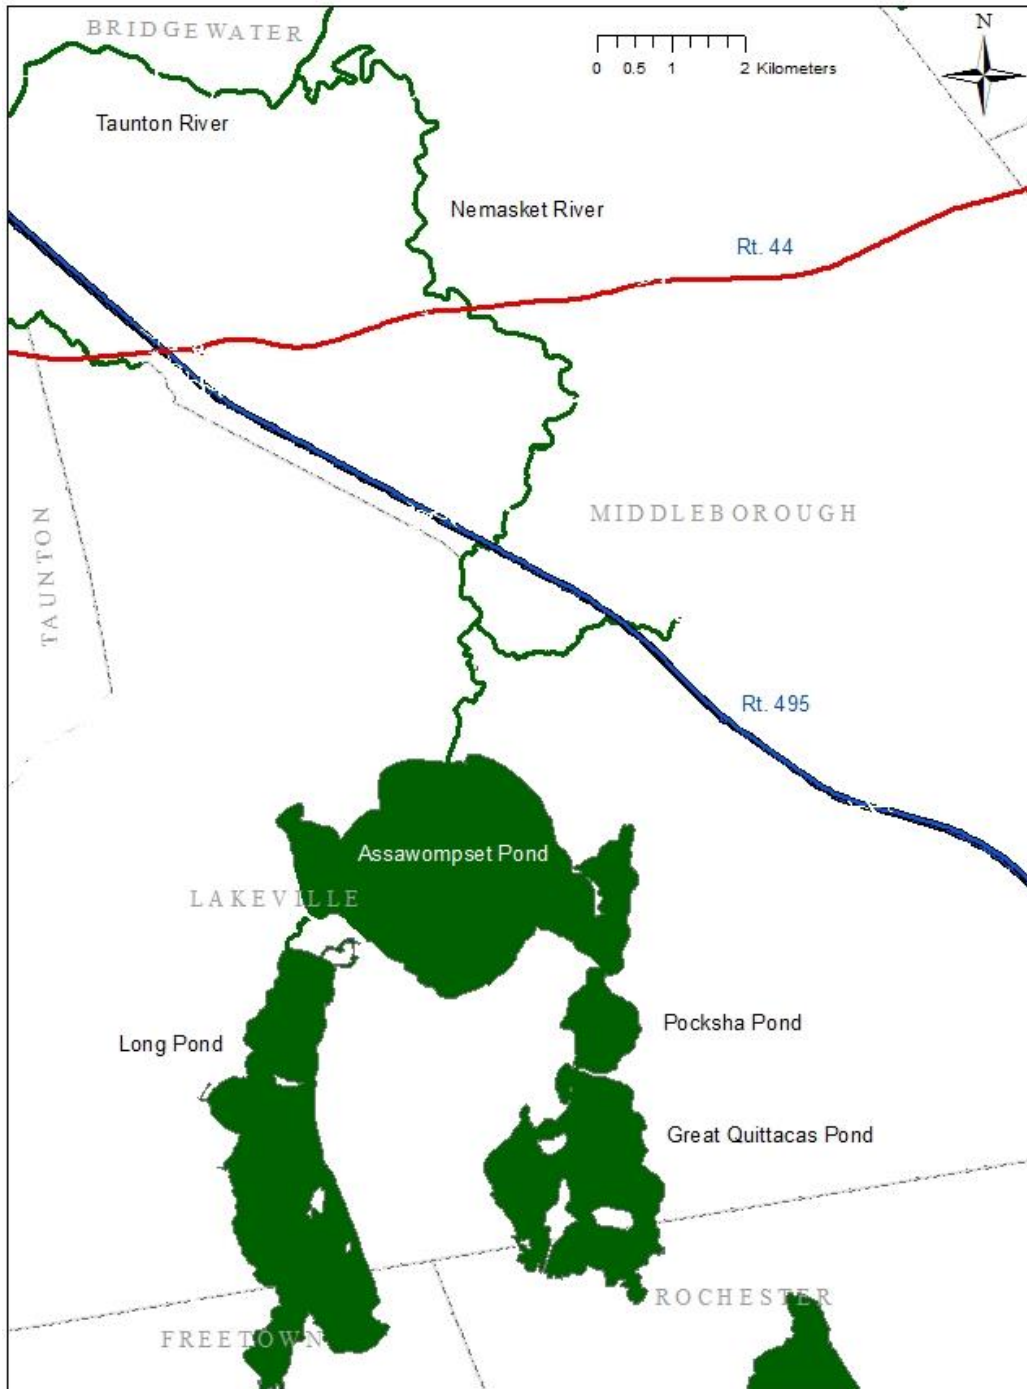 BRIDGEWATER
N
0 0.5 1 2 Kilometers
Taunton River
Nemasket River
Rt. 44
MIDDLEBOROUGH
TAUNTON
Rt. 495
Assawompset Pond
LAKEVILLE
Pocksha Pond
Long Pond
Great Quittacas Pond
ROCHESTER
FREETOWN